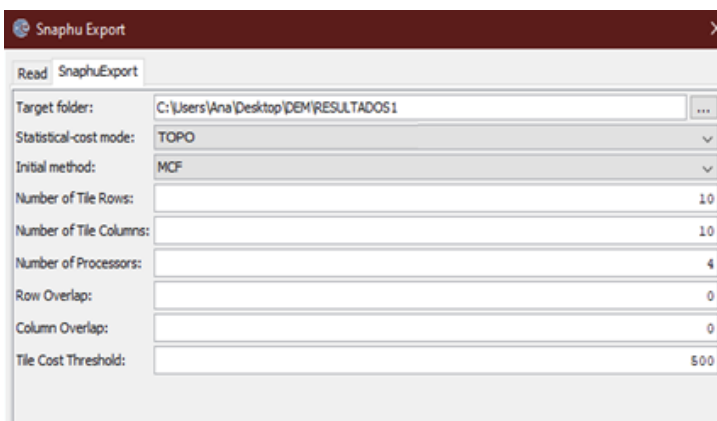 Snaphu Export
Read SnaphuExport
Target folder: C:\Users\Ana\Desktop\DEM\RESULTADOS1 ...
Statistical-cost mode: TOPO
Initial method: MCF
Number of Tile Rows: 10
Number of Tile Columns: 10
Number of Processors: 4
Row Overlap: 0
Column Overlap: 0
Tile Cost Threshold: 500